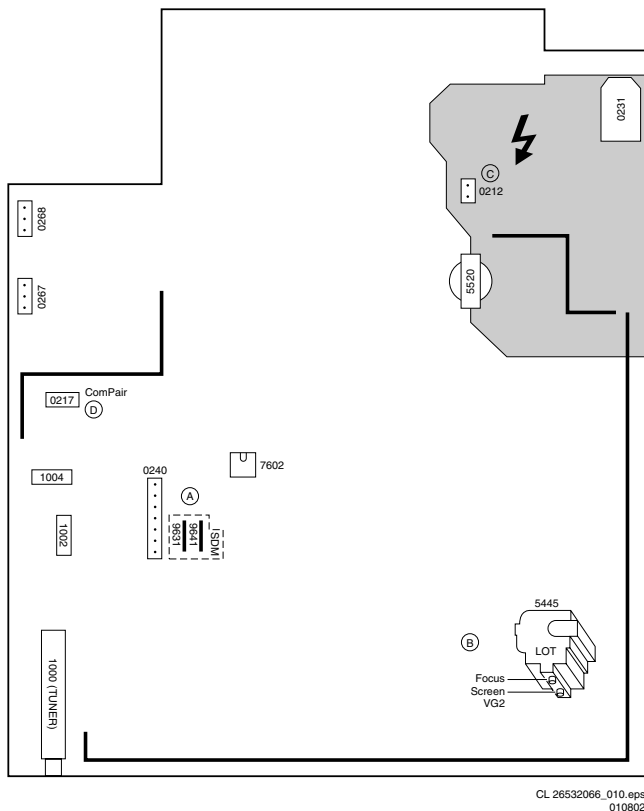 0231
C
0212
0268
5520
0267
ComPair
0217
D
0240
7602
1004
A
1002
9631
9641
ISDM
5445
B
LOT
1000 (TUNER)
Focus
Screen
VG2
CL 26532066_010.eps
010802